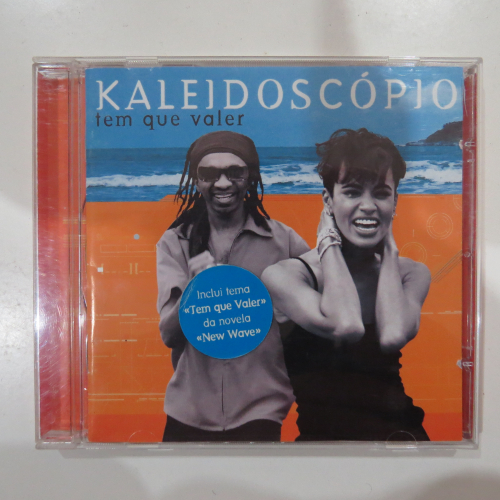 KALEIDOSCÓPIO
tem que valer
Inclui tema
«Tem que Valer»
da novela
«New Wave»